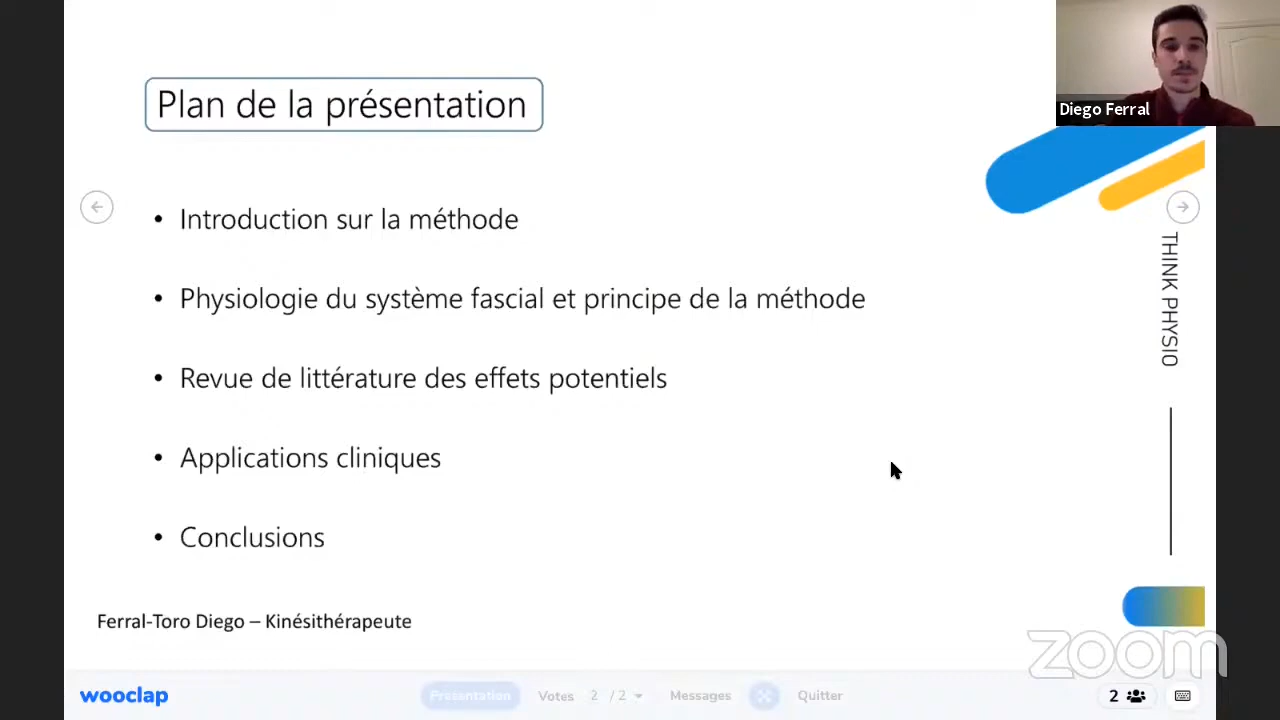 Plan de la présentation
Diego Ferral
• Introduction sur la méthode
• Physiologie du système fascial et principe de la méthode
• Revue de littérature des effets potentiels
• Applications cliniques
• Conclusions
THINK PHYSIO
Ferral-Toro Diego – Kinésithérapeute
zoom
wooclap
Présentation
Votes
2 / 2
Messages
Quitter
2